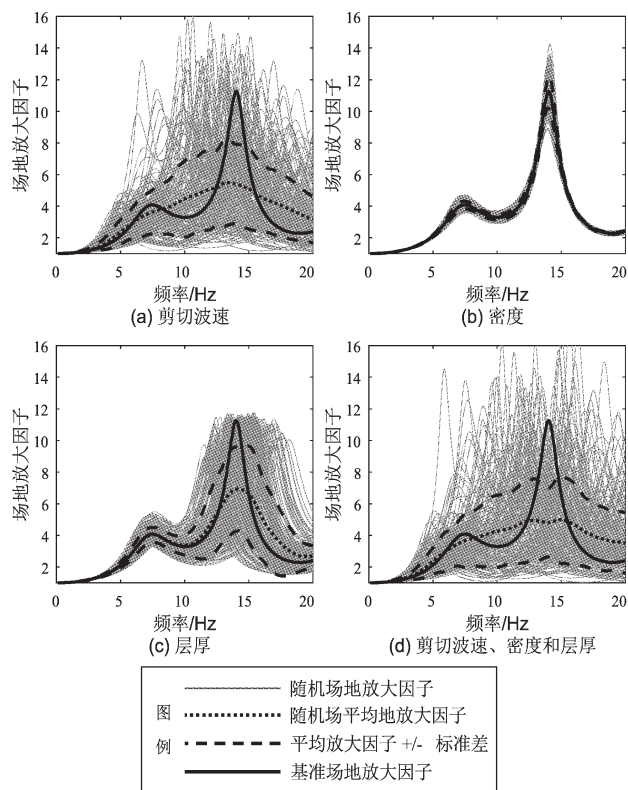 16
14
12
10
8
6
4
2
场地放大因子
0 5 10 15 20
频率/Hz
(a) 剪切波速
16
14
12
10
8
6
4
2
场地放大因子
0 5 10 15 20
频率/Hz
(b) 密度
16
14
12
10
8
6
4
2
场地放大因子
0 5 10 15 20
频率/Hz
(c) 层厚
16
14
12
10
8
6
4
2
场地放大因子
0 5 10 15 20
频率/Hz
(d) 剪切波速、密度和层厚
图例
随机场地放大因子
随机场平均地放大因子
平均放大因子 +/- 标准差
基准场地放大因子